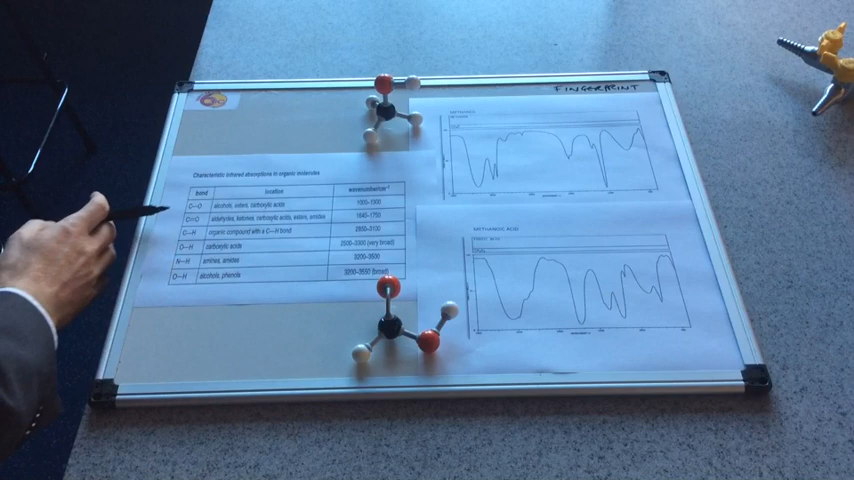 FINGERPRINT
METHANOL
Characteristic infrared absorptions in organic molecules
bond location wavenumber/cm⁻¹
C—O alcohols, esters, carboxylic acids 1000–1300
C=O aldehydes, ketones, carboxylic acids, esters, amides 1640–1750
C—H organic compound with a C—H bond 2850–3100
O—H carboxylic acids 2500–3300 (very broad)
N—H amines, amides 3200–3500
O—H alcohols, phenols 3200–3550 (broad)
METHANOIC ACID